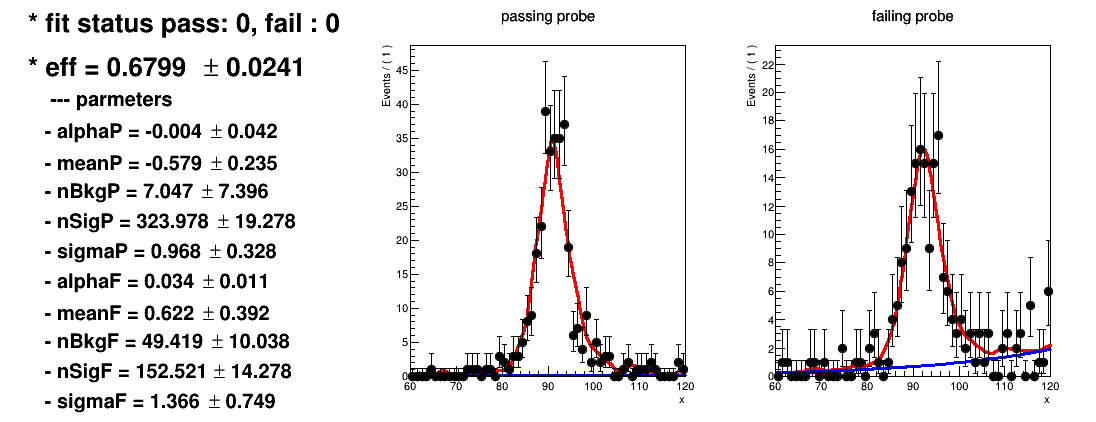 * fit status pass: 0, fail : 0
* eff = 0.6799 ± 0.0241
--- parmeters
- alphaP = -0.004 ± 0.042
- meanP = -0.579 ± 0.235
- nBkgP = 7.047 ± 7.396
- nSigP = 323.978 ± 19.278
- sigmaP = 0.968 ± 0.328
- alphaF = 0.034 ± 0.011
- meanF = 0.622 ± 0.392
- nBkgF = 49.419 ± 10.038
- nSigF = 152.521 ± 14.278
- sigmaF = 1.366 ± 0.749
passing probe
Events / ( 1 )
45
40
35
30
25
20
15
10
5
0
60 70 80 90 100 110 120
x
failing probe
Events / ( 1 )
22
20
18
16
14
12
10
8
6
4
2
0
60 70 80 90 100 110 120
x